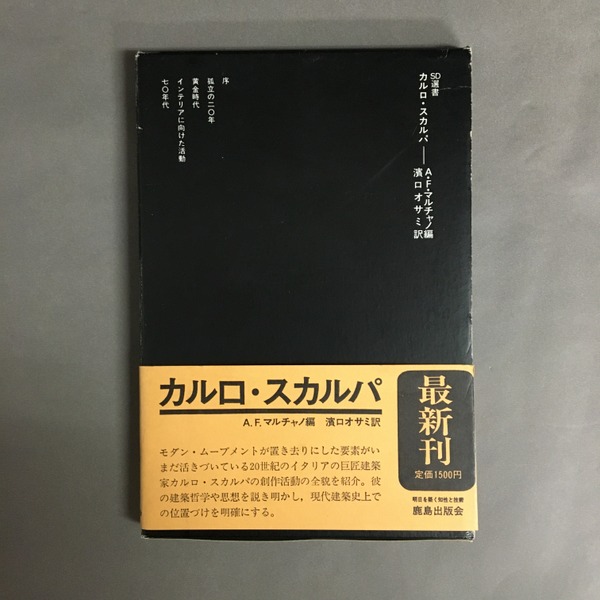 SD選書
カルロ・スカルパ──A・F・マルチャノ編
濱口オサミ訳
序
孤立の二〇年
黄金時代
インテリアに向けた活動
七〇年代
カルロ・スカルパ
A.F.マルチャノ編 濱口オサミ訳
モダン・ムーブメントが置き去りにした要素がい
まだ活きづいている20世紀のイタリアの巨匠建築
家カルロ・スカルパの創作活動の全貌を紹介。彼
の建築哲学や思想を説き明かし，現代建築史上で
の位置づけを明確にする。
最新刊
定価1500円
明日を築く知性と技術
鹿島出版会